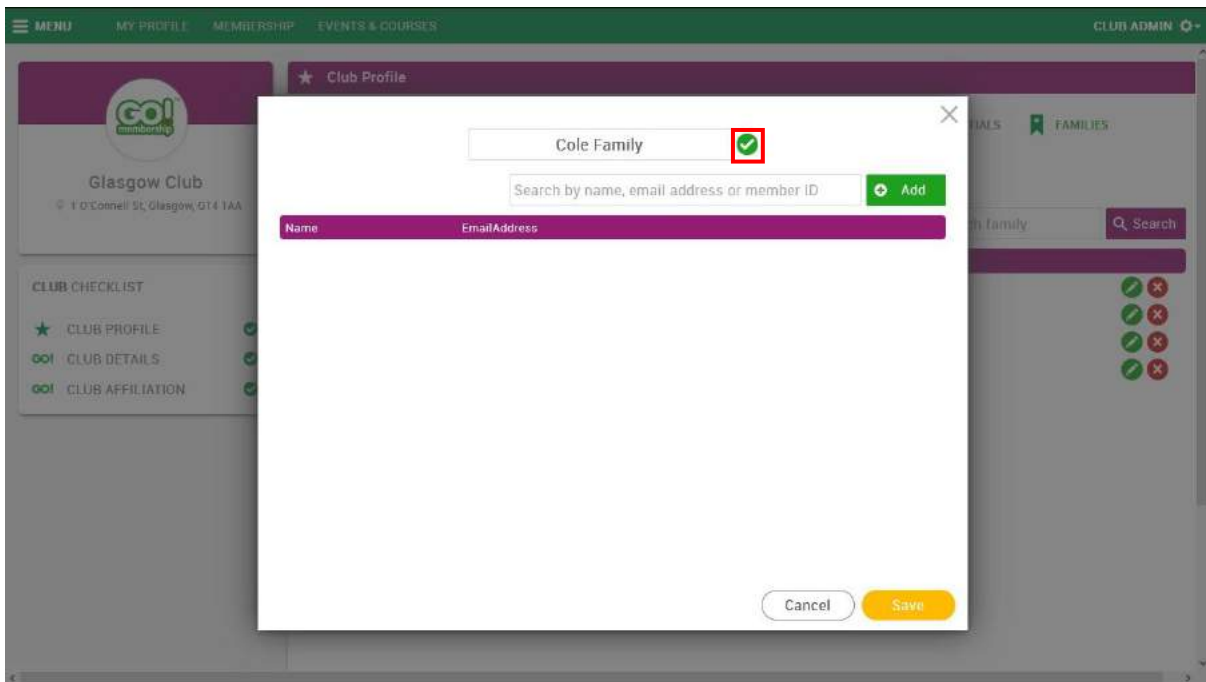 MENU MY PROFILE MEMBERSHIP EVENTS & COURSES CLUB ADMIN
Club Profile
GO!
membership
FAMILIES
Cole Family
Glasgow Club
1 O'Connell St, Glasgow, GT4 1AA
Search by name, email address or member ID Add
Name EmailAddress
family Search
CLUB CHECKLIST
CLUB PROFILE
GO! CLUB DETAILS
GO! CLUB AFFILIATION
Cancel Save